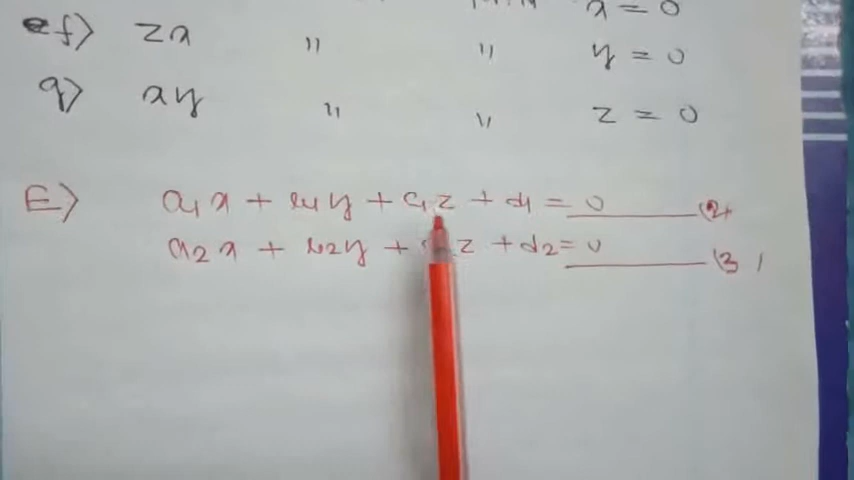 x = 0
f) zx " " y = 0
g) xy " " z = 0
E) a1x + b1y + c1z + d1 = 0 (2)
a2x + b2y + z + d2 = 0 (3)